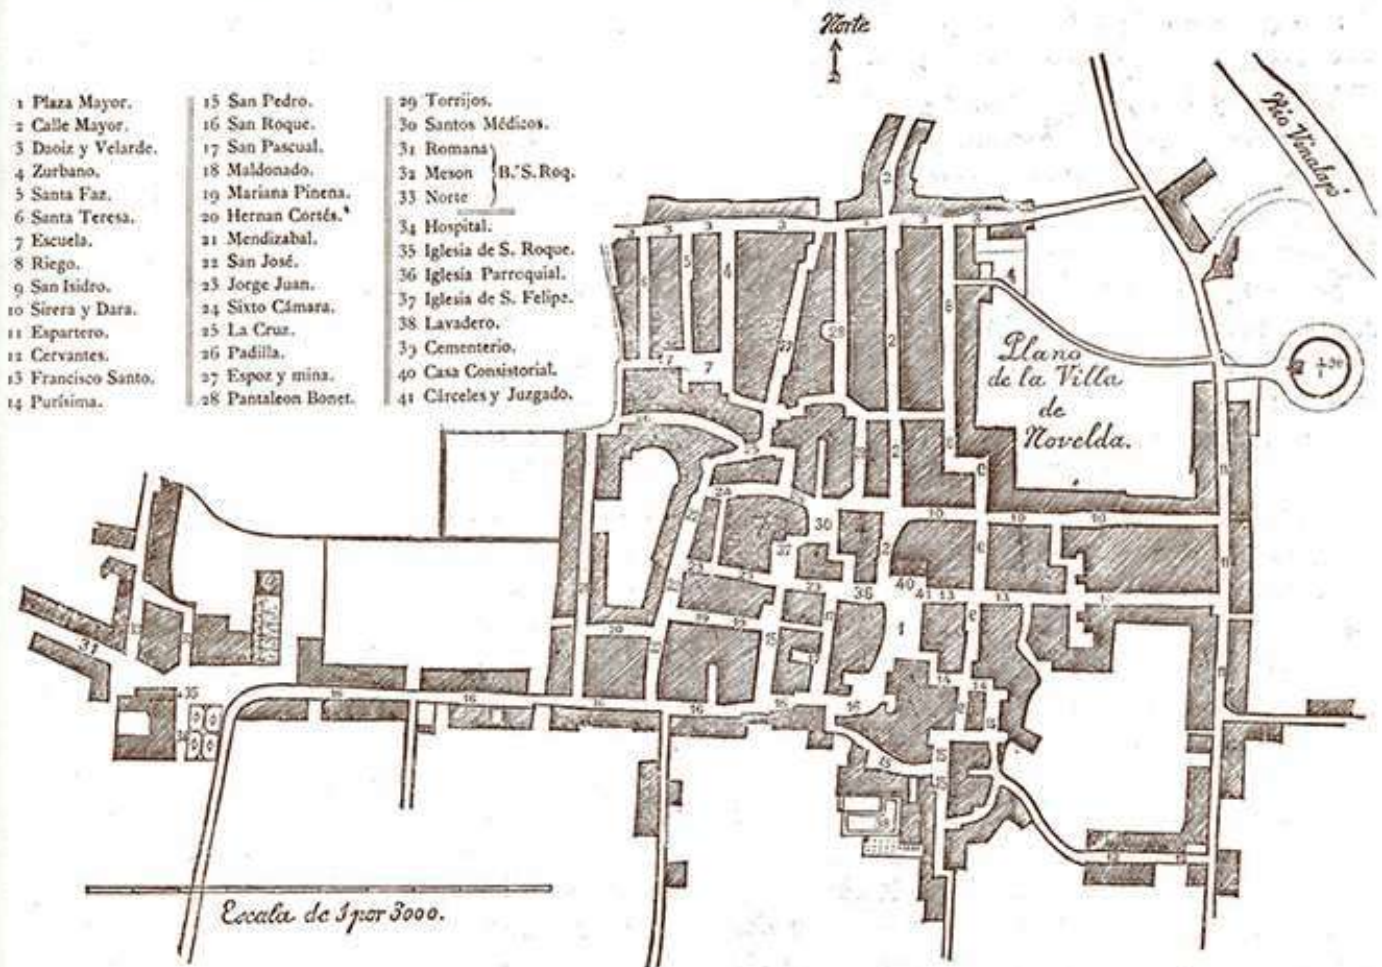 Norte
1 Plaza Mayor.
2 Calle Mayor.
3 Daoiz y Velarde.
4 Zurbano.
5 Santa Faz.
6 Santa Teresa.
7 Escuela.
8 Riego.
9 San Isidro.
10 Sirera y Dara.
11 Espartero.
12 Cervantes.
13 Francisco Santo.
14 Purísima.
15 San Pedro.
16 San Roque.
17 San Pascual.
18 Maldonado.
19 Mariana Pinena.
20 Hernan Cortés.
21 Mendizabal.
22 San José.
23 Jorge Juan.
24 Sixto Cámara.
25 La Cruz.
26 Padilla.
27 Espoz y mina.
28 Pantaleon Bonet.
29 Torrijos.
30 Santos Médicos.
31 Romana
32 Meson B.º S. Roq.
33 Norte
34 Hospital.
35 Iglesia de S. Roque.
36 Iglesia Parroquial.
37 Iglesia de S. Felipe.
38 Lavadero.
39 Cementerio.
40 Casa Consistorial.
41 Cárceles y Juzgado.
Rio Vinalapó
Plano
de la Villa
de
Novelda.
Escala de 1 por 3000.